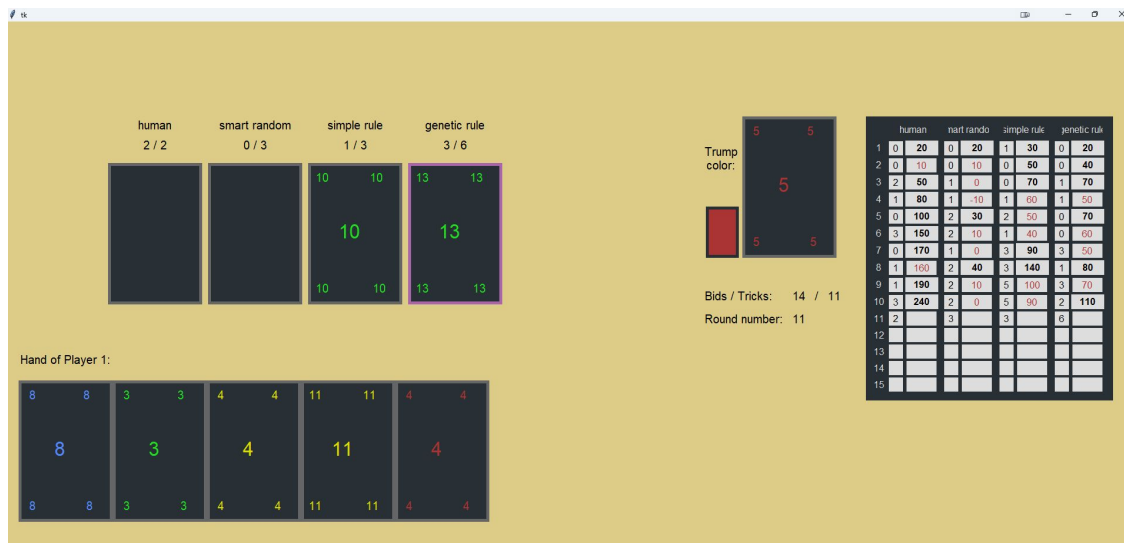 tk
human smart random simple rule genetic rule
2 / 2 0 / 3 1 / 3 3 / 6
10 10 13 13
10 13
10 10 13 13
Trump
color:
5 5
5
5 5
Bids / Tricks: 14 / 11
Round number: 11
human nart rando simple rule genetic rule
1 0 20 0 20 1 30 0 20
2 0 10 0 10 0 50 0 40
3 2 50 1 0 0 70 1 70
4 1 80 1 -10 1 60 1 50
5 0 100 2 30 2 50 0 70
6 3 150 2 10 1 40 0 60
7 0 170 1 0 3 90 3 50
8 1 160 2 40 3 140 1 80
9 1 190 2 10 5 100 3 70
10 3 240 2 0 5 90 2 110
11 2 3 3 6
12
13
14
15
Hand of Player 1:
8 8 3 3 4 4 11 11 4 4
8 3 4 11 4
8 8 3 3 4 4 11 11 4 4